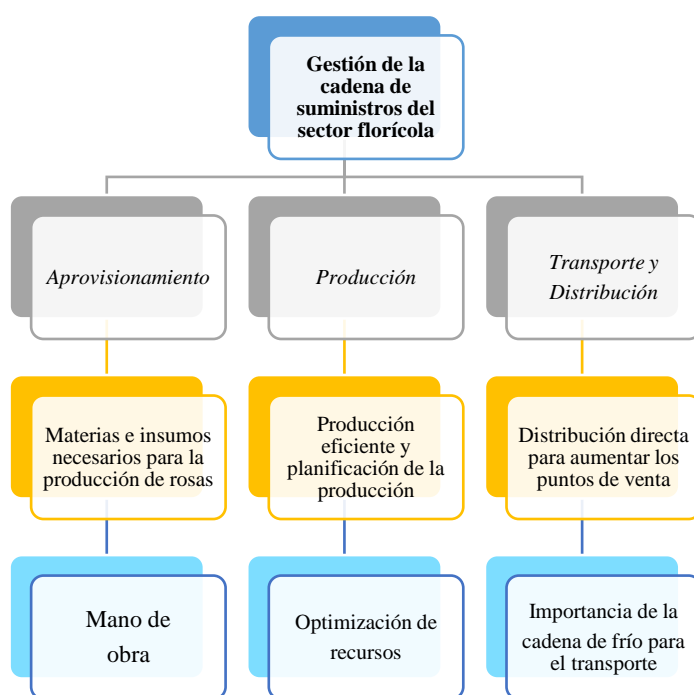 Gestión de la
cadena de
suministros del
sector florícola
Aprovisionamiento
Producción
Transporte y
Distribución
Materias e insumos
necesarios para la
producción de rosas
Producción
eficiente y
planificación de la
producción
Distribución directa
para aumentar los
puntos de venta
Mano de
obra
Optimización de
recursos
Importancia de la
cadena de frío para
el transporte